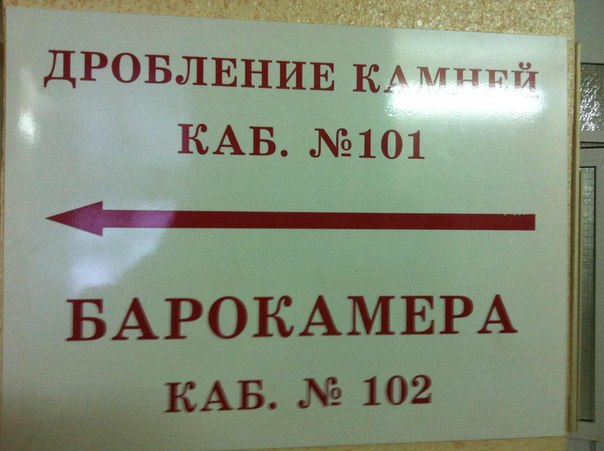 ДРОБЛЕНИЕ КАМНЕЙ
КАБ. №101
БАРОКАМЕРА
КАБ. № 102